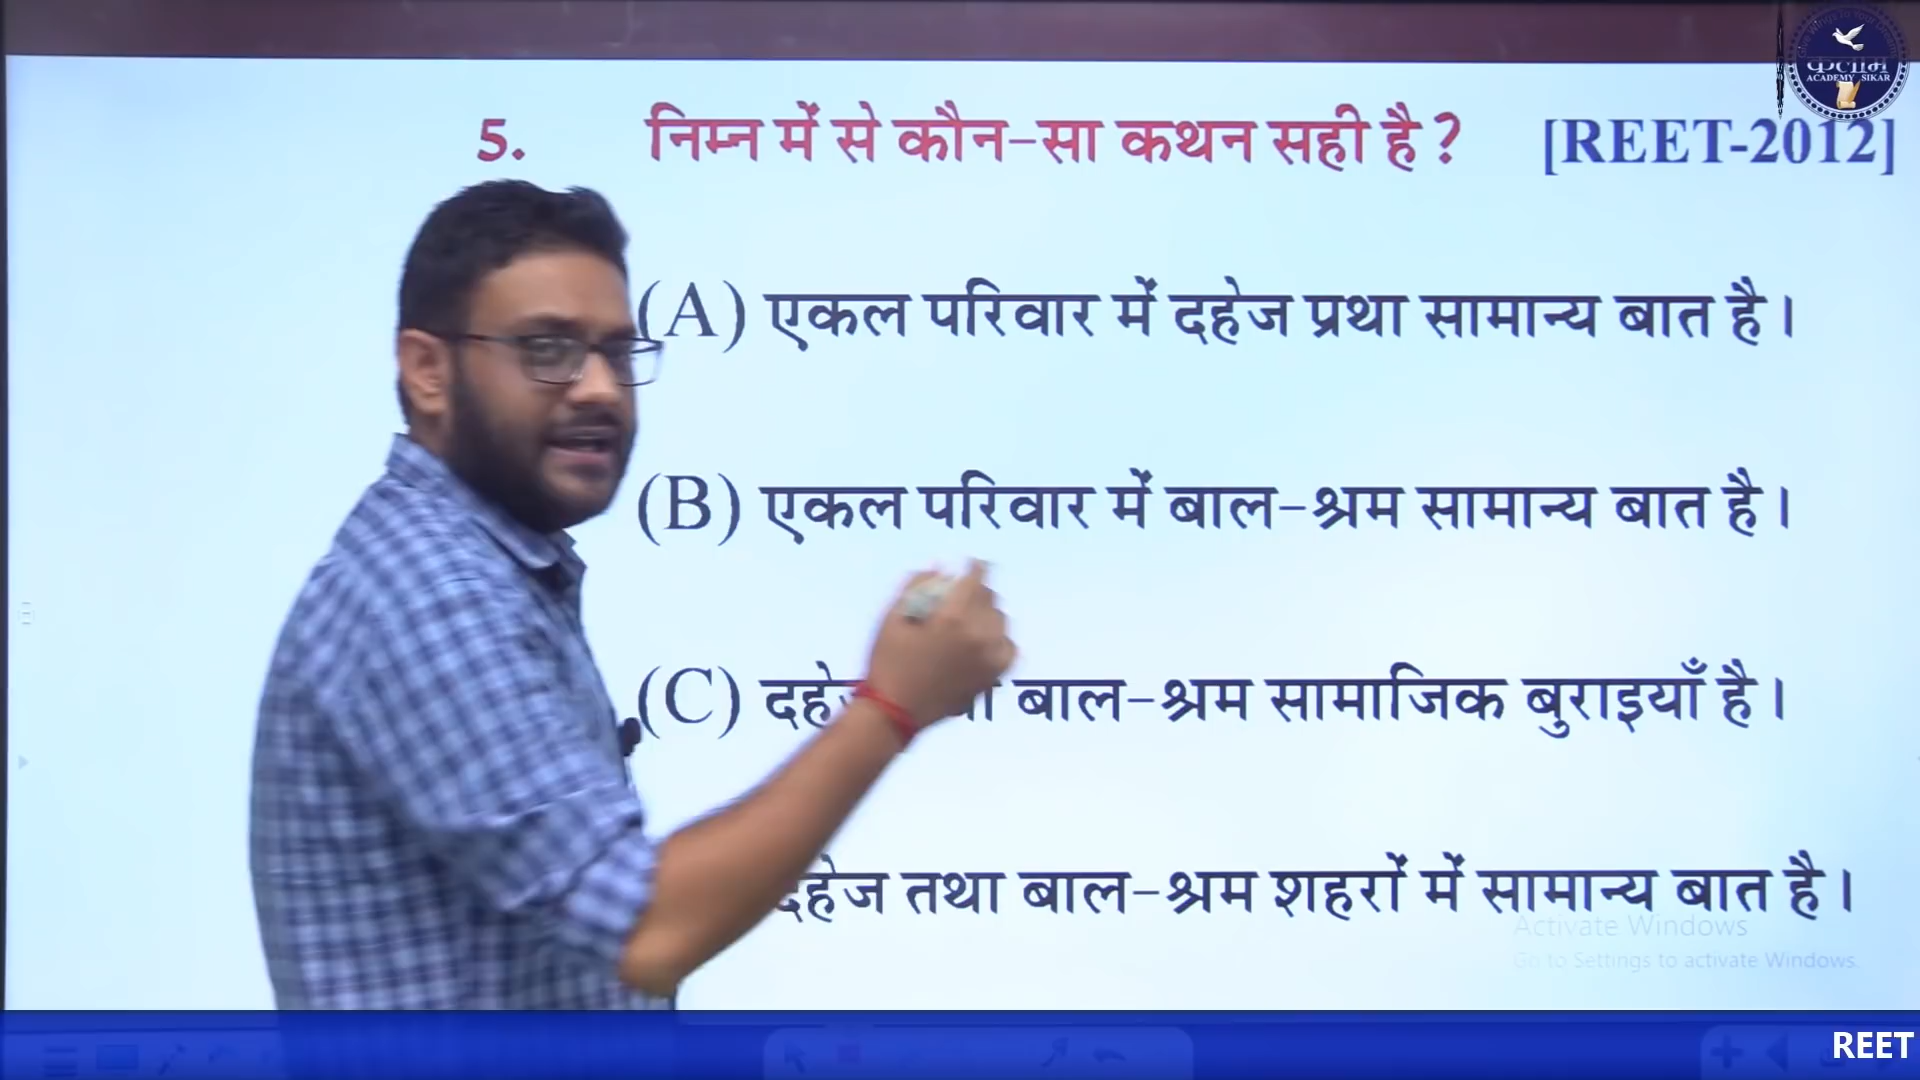 5. निम्न में से कौन-सा कथन सही है ? [REET-2012]
(A) एकल परिवार में दहेज प्रथा सामान्य बात है।
(B) एकल परिवार में बाल-श्रम सामान्य बात है।
(C) बाल-श्रम सामाजिक बुराइयाँ है।
दहेज तथा बाल-श्रम शहरों में सामान्य बात है।
Activate Windows
Go to Settings to activate Windows.
कलाम
ACADEMY SIKAR
REET